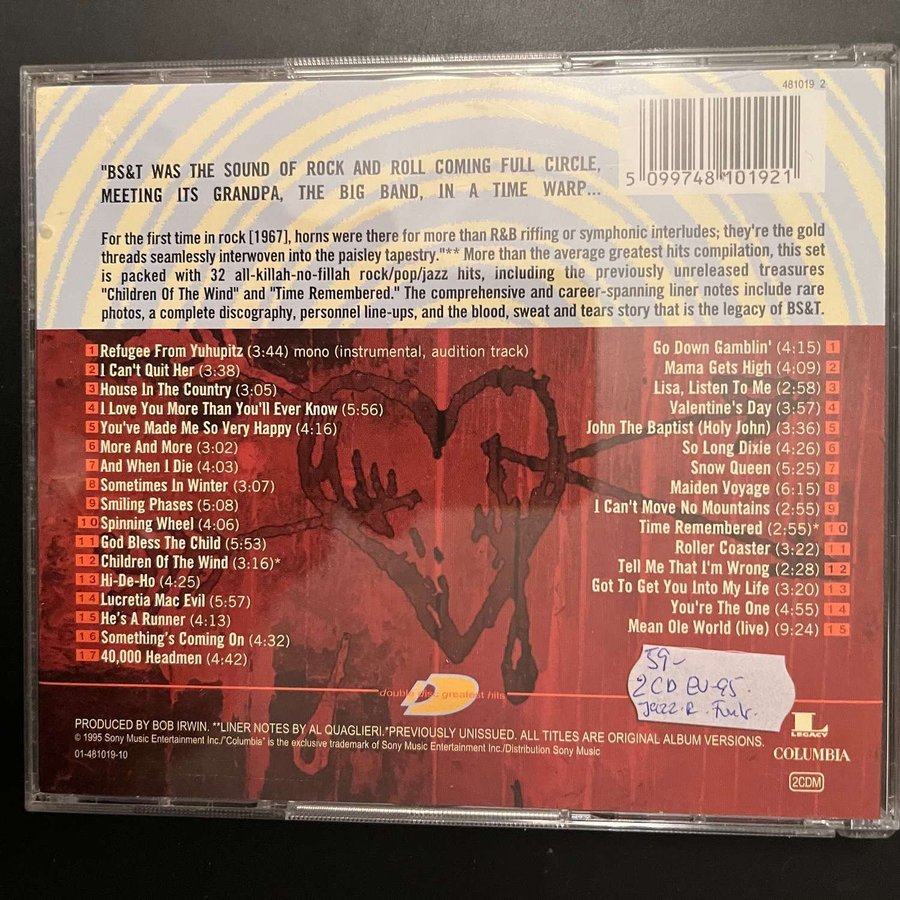 481019 2
5 099748 101921
"BS&T WAS THE SOUND OF ROCK AND ROLL COMING FULL CIRCLE,
MEETING ITS GRANDPA, THE BIG BAND, IN A TIME WARP...
For the first time in rock [1967], horns were there for more than R&B riffing or symphonic interludes; they're the gold
threads seamlessly interwoven into the paisley tapestry."** More than the average greatest hits compilation, this set
is packed with 32 all-killah-no-fillah rock/pop/jazz hits, including the previously unreleased treasures
"Children Of The Wind" and "Time Remembered." The comprehensive and career-spanning liner notes include rare
photos, a complete discography, personnel line-ups, and the blood, sweat and tears story that is the legacy of BS&T.
1 Refugee From Yuhupitz (3:44) mono (instrumental, audition track)
2 I Can't Quit Her (3:38)
3 House In The Country (3:05)
4 I Love You More Than You'll Ever Know (5:56)
5 You've Made Me So Very Happy (4:16)
6 More And More (3:02)
7 And When I Die (4:03)
8 Sometimes In Winter (3:07)
9 Smiling Phases (5:08)
10 Spinning Wheel (4:06)
11 God Bless The Child (5:53)
12 Children Of The Wind (3:16)*
13 Hi-De-Ho (4:25)
14 Lucretia Mac Evil (5:57)
15 He's A Runner (4:13)
16 Something's Coming On (4:32)
17 40,000 Headmen (4:42)
Go Down Gamblin' (4:15) 1
Mama Gets High (4:09) 2
Lisa, Listen To Me (2:58) 3
Valentine's Day (3:57) 4
John The Baptist (Holy John) (3:36) 5
So Long Dixie (4:26) 6
Snow Queen (5:25) 7
Maiden Voyage (6:15) 8
I Can't Move No Mountains (2:55) 9
Time Remembered (2:55)* 10
Roller Coaster (3:22) 11
Tell Me That I'm Wrong (2:28) 12
Got To Get You Into My Life (3:20) 13
You're The One (4:55) 14
Mean Ole World (live) (9:24) 15
59-
2 CD EU-95
Jazz-R
double disc greatest hits
PRODUCED BY BOB IRWIN. **LINER NOTES BY AL QUAGLIERI.*PREVIOUSLY UNISSUED. ALL TITLES ARE ORIGINAL ALBUM VERSIONS.
© 1995 Sony Music Entertainment Inc./"Columbia" is the exclusive trademark of Sony Music Entertainment Inc./Distribution Sony Music
01-481019-10
L
LEGACY
COLUMBIA
2CDM